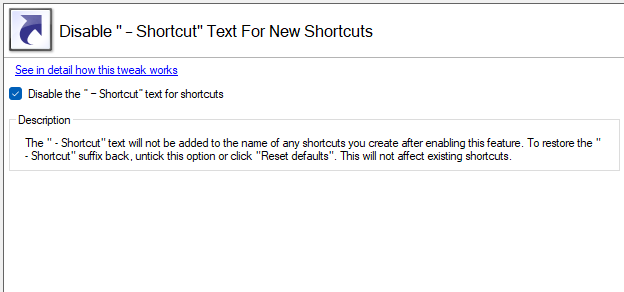 Disable " – Shortcut" Text For New Shortcuts
See in detail how this tweak works
Disable the " – Shortcut" text for shortcuts
Description
The " - Shortcut" text will not be added to the name of any shortcuts you create after enabling this feature. To restore the "
- Shortcut" suffix back, untick this option or click "Reset defaults". This will not affect existing shortcuts.